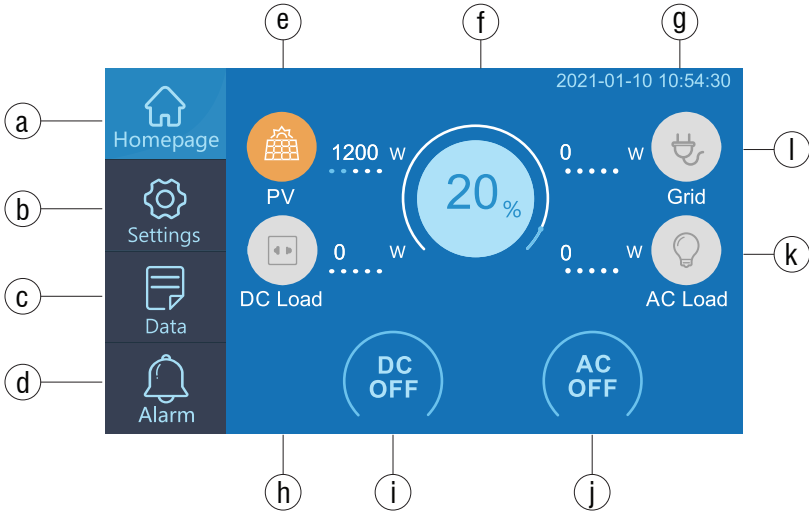 e
f
g
a
b
c
d
Homepage
Settings
Data
Alarm
2021-01-10 10:54:30
1200 W
PV
0 W
DC Load
20 %
0 W
Grid
0 W
AC Load
DC
OFF
AC
OFF
l
k
h
i
j